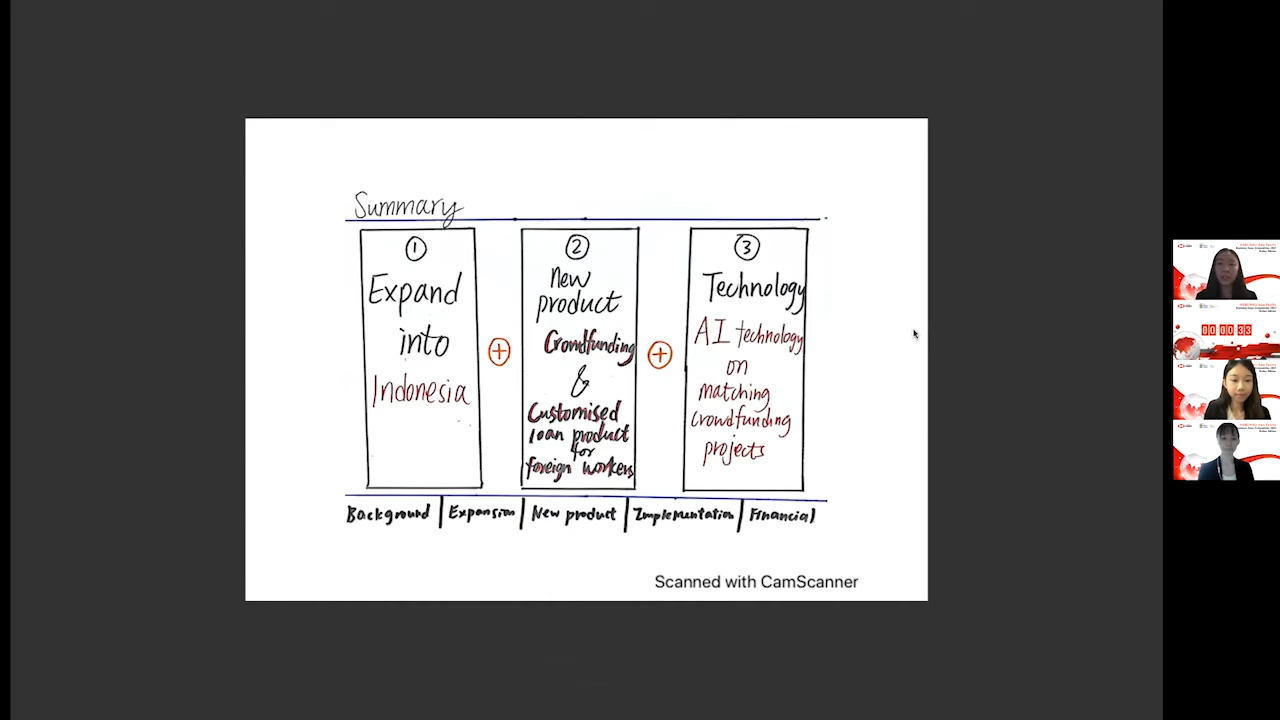 Summary
① ② ③
Expand
into
Indonesia
+
New
product
Crowdfunding
&
Customised
loan product
for
foreign workers
+
Technology
AI technology
on
matching
crowdfunding
projects
Background | Expansion | New product | Implementation | Financial
Scanned with CamScanner
00:00:33